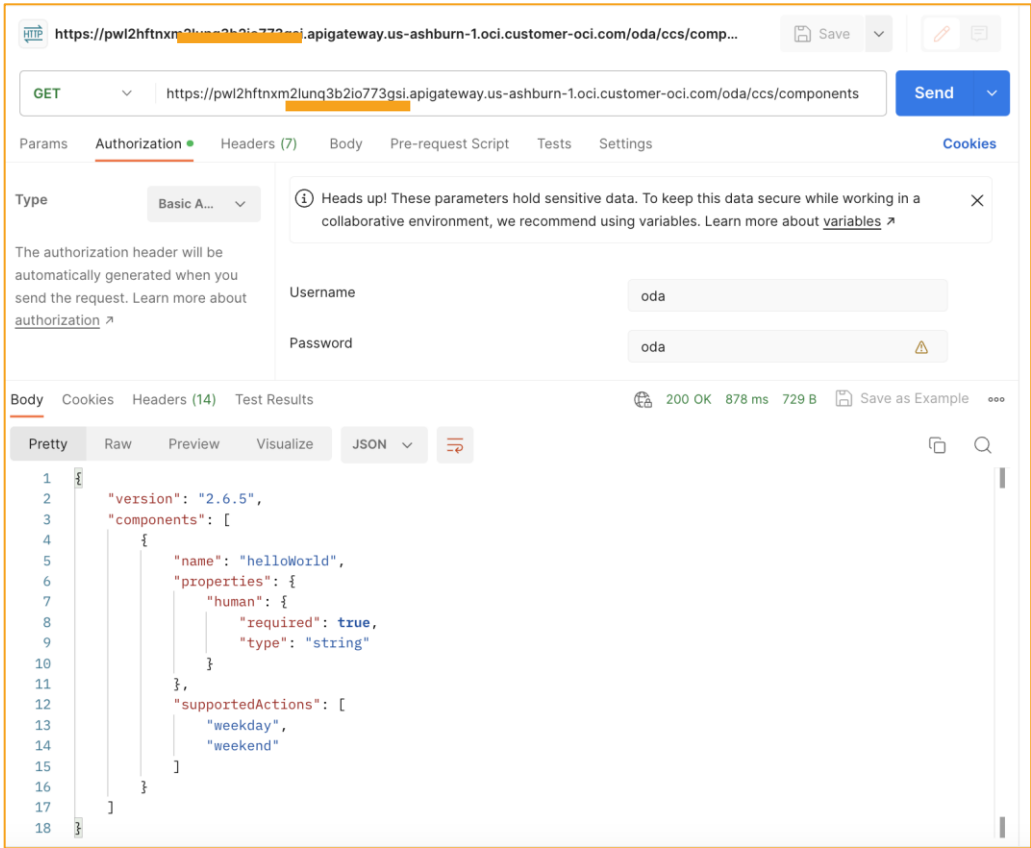 HTTP https://pwl2hftnxm .apigateway.us-ashburn-1.oci.customer-oci.com/oda/ccs/comp... Save
GET https://pwl2hftnxm2lunq3b2io773gsi.apigateway.us-ashburn-1.oci.customer-oci.com/oda/ccs/components Send
Params Authorization Headers (7) Body Pre-request Script Tests Settings Cookies
Type Basic A...
The authorization header will be
automatically generated when you
send the request. Learn more about
authorization ↗
Heads up! These parameters hold sensitive data. To keep this data secure while working in a
collaborative environment, we recommend using variables. Learn more about variables ↗
Username oda
Password oda
Body Cookies Headers (14) Test Results 200 OK 878 ms 729 B Save as Example
Pretty Raw Preview Visualize JSON
1 {
2 "version": "2.6.5",
3 "components": [
4 {
5 "name": "helloWorld",
6 "properties": {
7 "human": {
8 "required": true,
9 "type": "string"
10 }
11 },
12 "supportedActions": [
13 "weekday",
14 "weekend"
15 ]
16 }
17 ]
18 }